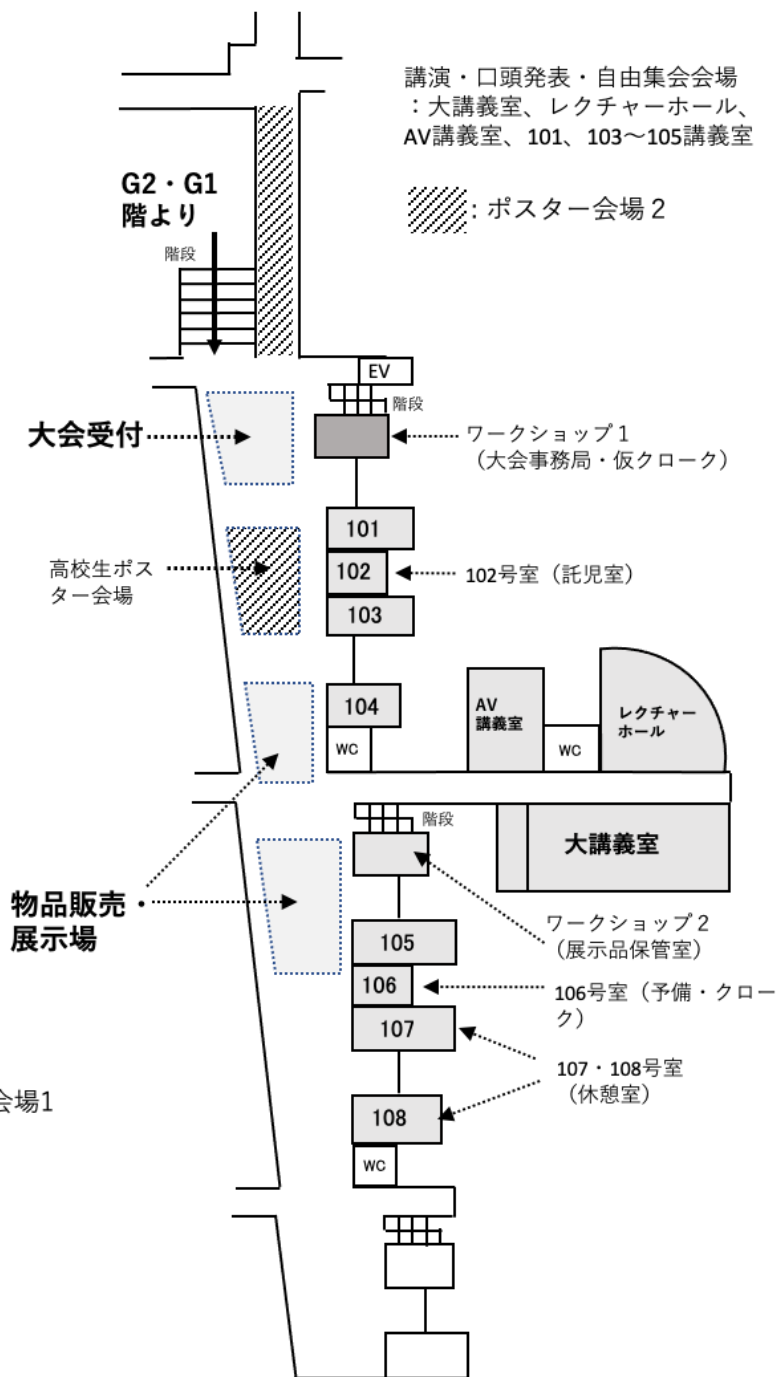 講演・口頭発表・自由集会会場
：大講義室、レクチャーホール、
AV講義室、101、103～105講義室
：ポスター会場２
G2・G1
階より
階段
EV
階段
大会受付
ワークショップ１
（大会事務局・仮クローク）
101
高校生ポス
ター会場
102
102号室（託児室）
103
104
WC
AV
講義室
WC
レクチャー
ホール
階段
大講義室
物品販売・
展示場
ワークショップ２
（展示品保管室）
105
106
106号室（予備・クロー
ク）
107
107・108号室
（休憩室）
会場1
108
WC